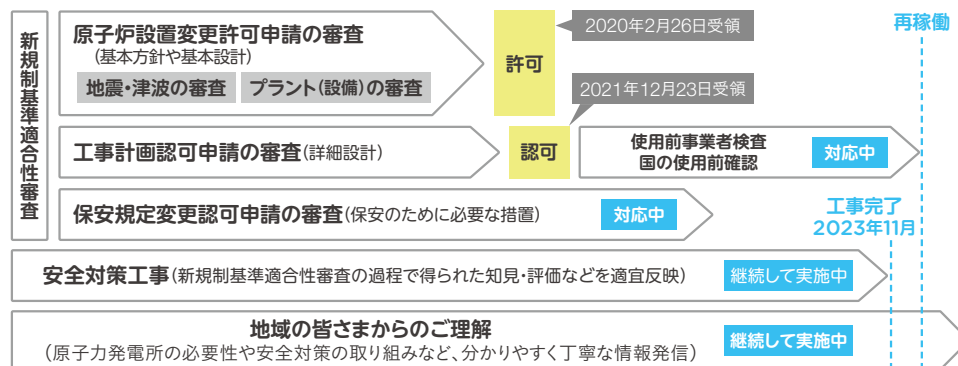 新規制基準適合性審査
原子炉設置変更許可申請の審査
(基本方針や基本設計)
地震・津波の審査
プラント(設備)の審査
許可
2020年2月26日受領
再稼働
2021年12月23日受領
工事計画認可申請の審査(詳細設計)
認可
使用前事業者検査
国の使用前確認
対応中
保安規定変更認可申請の審査(保安のために必要な措置)
対応中
工事完了
2023年11月
安全対策工事(新規制基準適合性審査の過程で得られた知見・評価などを適宜反映)
継続して実施中
地域の皆さまからのご理解
(原子力発電所の必要性や安全対策の取り組みなど、分かりやすく丁寧な情報発信)
継続して実施中